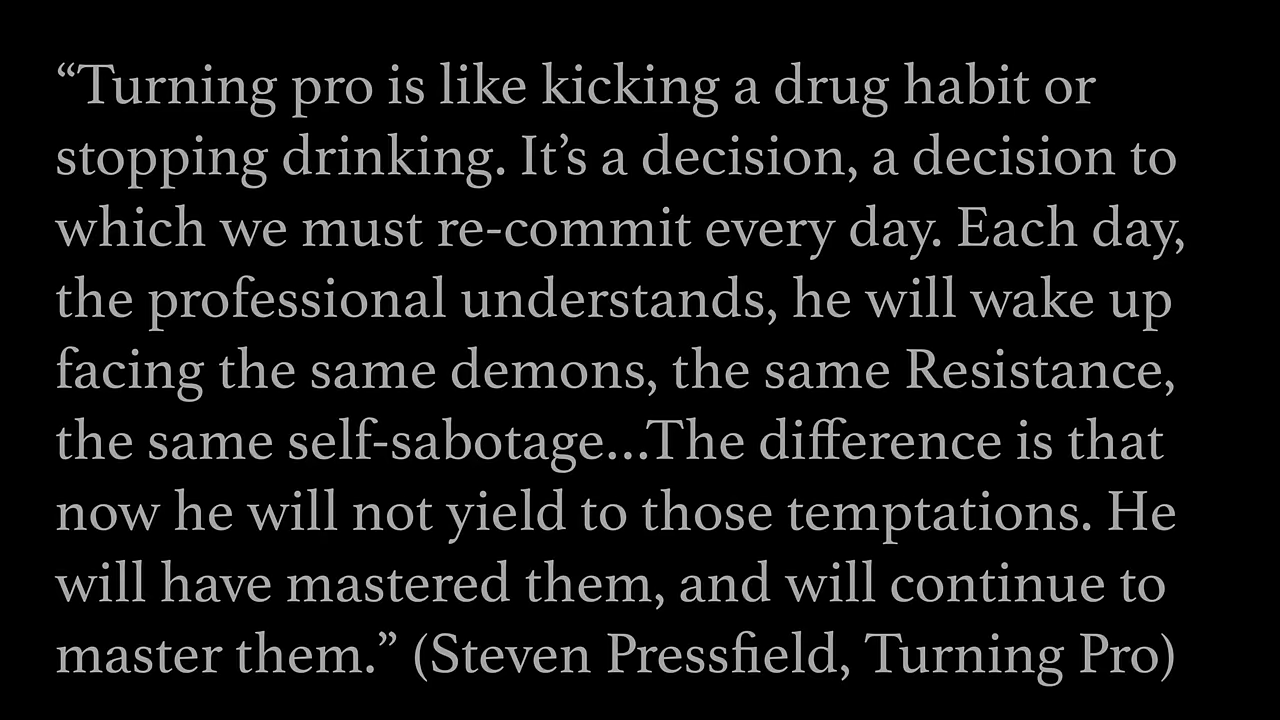 “Turning pro is like kicking a drug habit or
stopping drinking. It’s a decision, a decision to
which we must re-commit every day. Each day,
the professional understands, he will wake up
facing the same demons, the same Resistance,
the same self-sabotage…The difference is that
now he will not yield to those temptations. He
will have mastered them, and will continue to
master them.” (Steven Pressfield, Turning Pro)